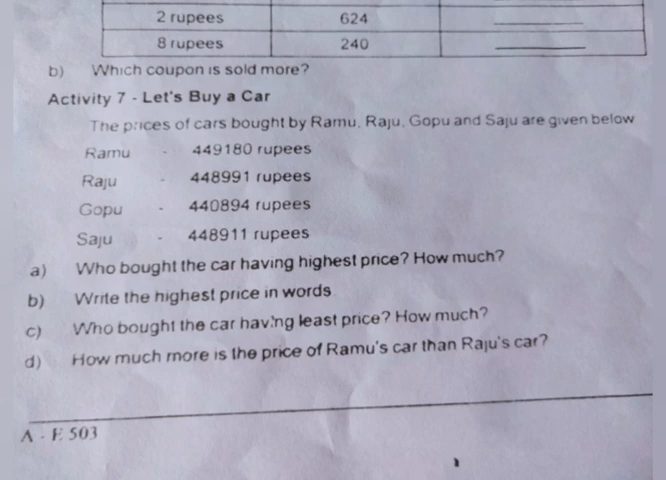 2 rupees 624
8 rupees 240
b) Which coupon is sold more?
Activity 7 - Let's Buy a Car
The prices of cars bought by Ramu, Raju, Gopu and Saju are given below
Ramu - 449180 rupees
Raju - 448991 rupees
Gopu - 440894 rupees
Saju - 448911 rupees
a) Who bought the car having highest price? How much?
b) Write the highest price in words
c) Who bought the car having least price? How much?
d) How much more is the price of Ramu's car than Raju's car?
A - E 503